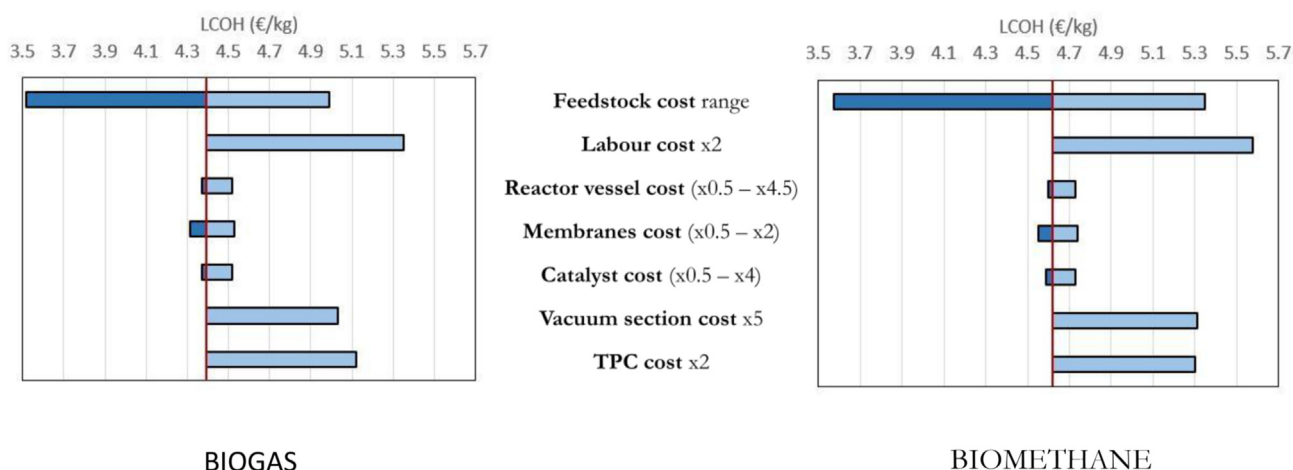 LCOH (€/kg)
3.5 3.7 3.9 4.1 4.3 4.5 4.7 4.9 5.1 5.3 5.5 5.7
LCOH (€/kg)
3.5 3.7 3.9 4.1 4.3 4.5 4.7 4.9 5.1 5.3 5.5 5.7
Feedstock cost range
Labour cost x2
Reactor vessel cost (x0.5 – x4.5)
Membranes cost (x0.5 – x2)
Catalyst cost (x0.5 – x4)
Vacuum section cost x5
TPC cost x2
BIOGAS
BIOMETHANE